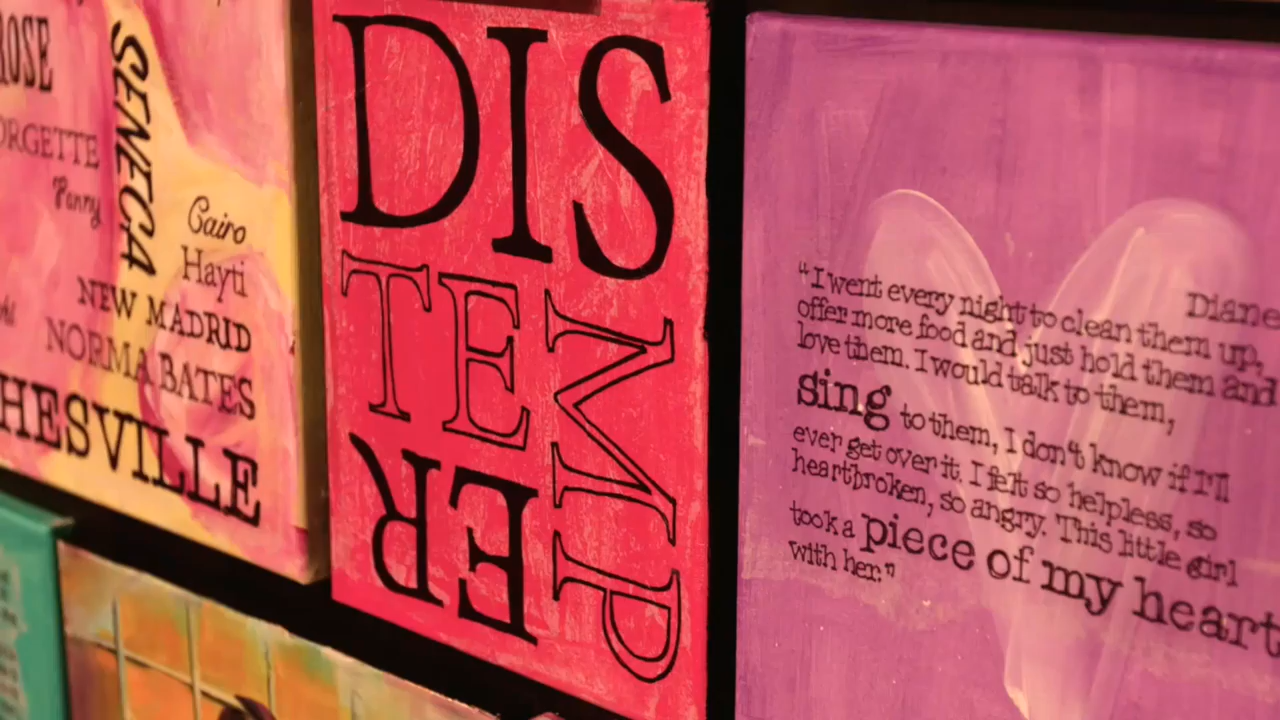 ROSE
ORGETTE
Penny
SENECA
Cairo
Hayti
NEW MADRID
NORMA BATES
HESVILLE
DIS
TE
MP
ER
Diane
“I went every night to clean them up,
offer more food and just hold them and
love them. I would talk to them,
sing to them, I don't know if I'll
ever get over it. I felt so helpless, so
heartbroken, so angry. This little girl
took a piece of my heart
with her."